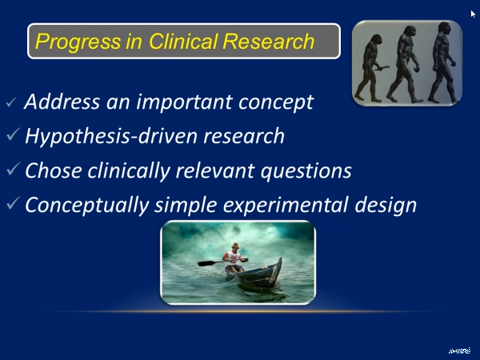 Progress in Clinical Research
Address an important concept
Hypothesis-driven research
Chose clinically relevant questions
Conceptually simple experimental design